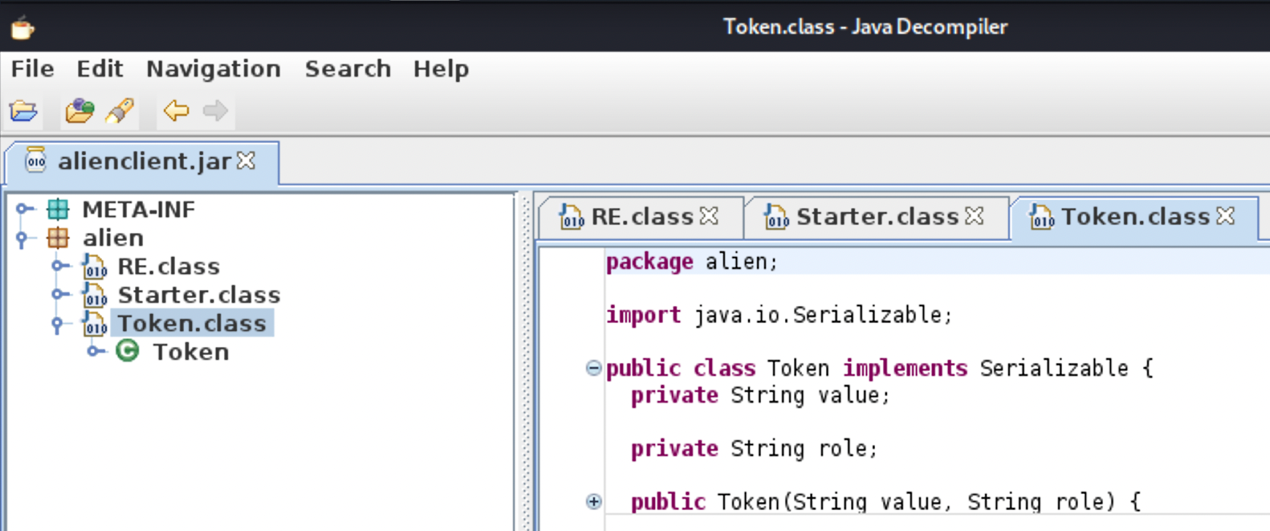 Token.class - Java Decompiler
File Edit Navigation Search Help
alienclient.jar
META-INF
alien
RE.class
Starter.class
Token.class
Token
RE.class Starter.class Token.class
package alien;
import java.io.Serializable;
public class Token implements Serializable {
private String value;
private String role;
public Token(String value, String role) {